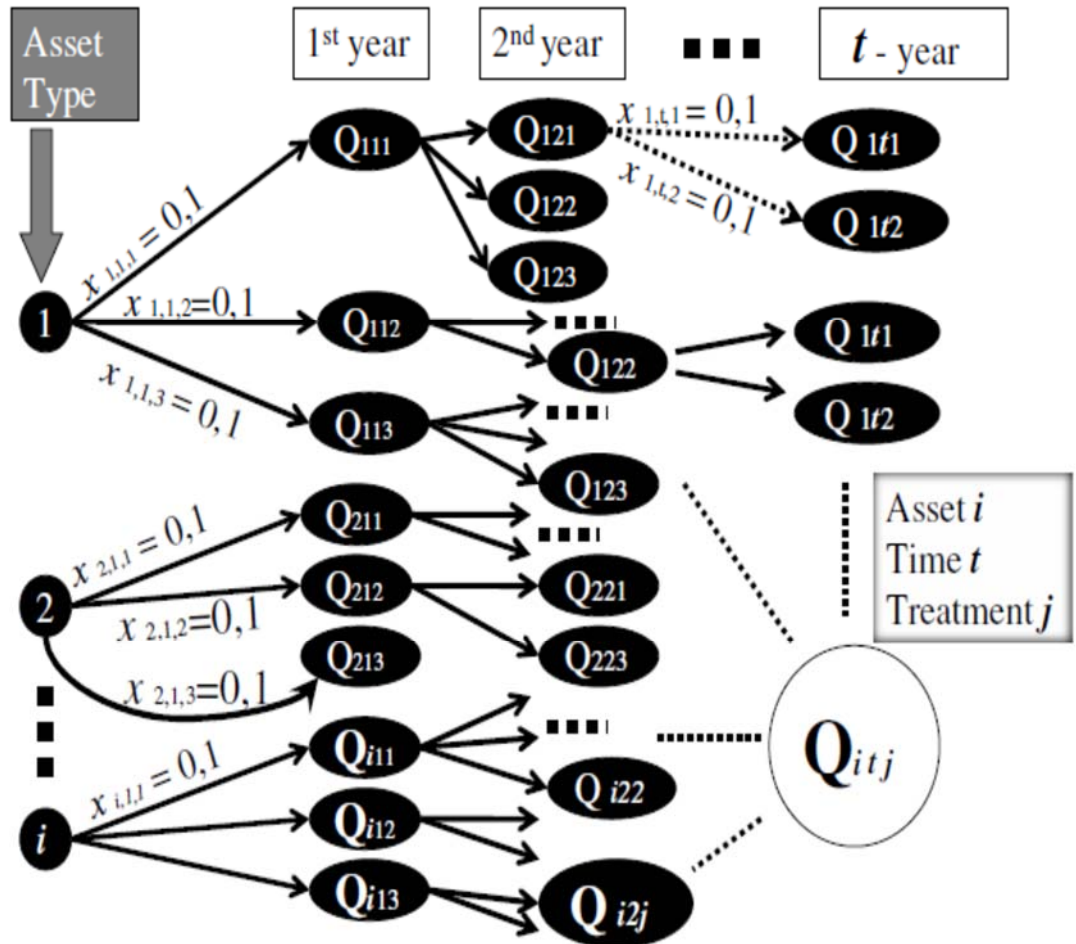 Asset Type
1st year
2nd year
t - year
Q111
Q121
x 1,t,1 = 0,1
Q 1t1
Q122
x 1,t,2 = 0,1
Q 1t2
Q123
x 1,1,1 = 0,1
1
x 1,1,2=0,1
Q112
Q122
Q 1t1
x 1,1,3 = 0,1
Q113
Q 1t2
Q123
Asset i
Time t
Treatment j
x 2,1,1 = 0,1
Q211
2
x 2,1,2=0,1
Q212
Q221
Q213
Q223
x 2,1,3=0,1
x i,1,1 = 0,1
Qi11
Q i22
Qitj
i
Qi12
Qi13
Q i2j